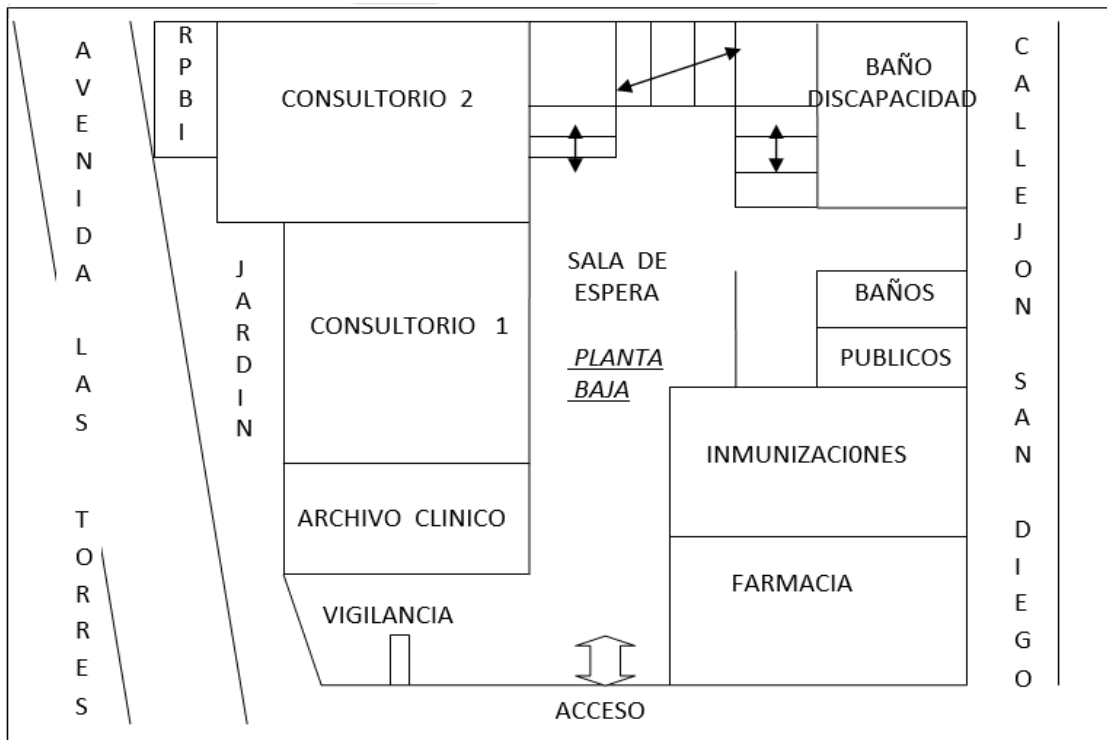 AVENIDA LAS TORRES
RPBI
CONSULTORIO 2
BAÑO
DISCAPACIDAD
CALLEJON SAN DIEGO
JARDIN
SALA DE
ESPERA
BAÑOS
CONSULTORIO 1
PLANTA
BAJA
PUBLICOS
INMUNIZACI0NES
ARCHIVO CLINICO
FARMACIA
VIGILANCIA
ACCESO